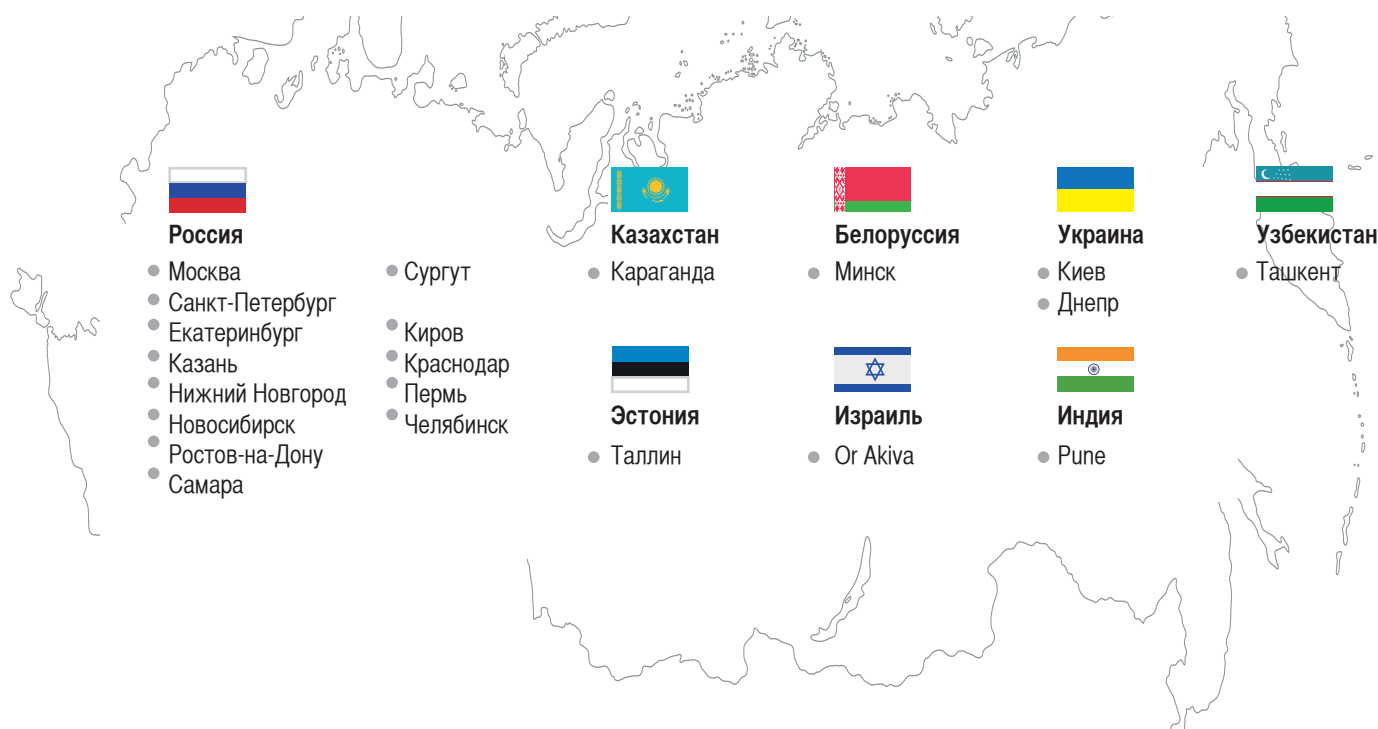 Россия
Москва
Санкт-Петербург
Екатеринбург
Казань
Нижний Новгород
Новосибирск
Ростов-на-Дону
Самара
Сургут
Киров
Краснодар
Пермь
Челябинск
Казахстан
Караганда
Белоруссия
Минск
Украина
Киев
Днепр
Узбекистан
Ташкент
Эстония
Таллин
Израиль
Or Akiva
Индия
Pune